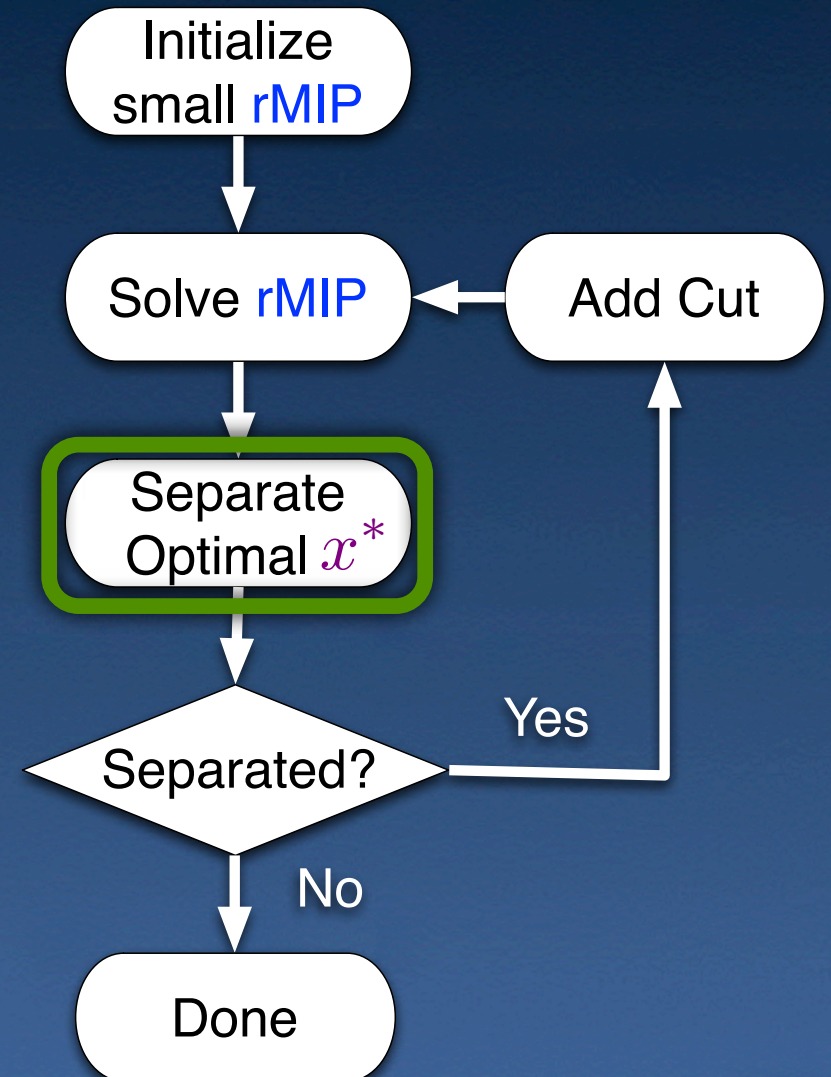 Initialize
small rMIP
Solve rMIP
Add Cut
Separate
Optimal x*
Separated?
Yes
No
Done